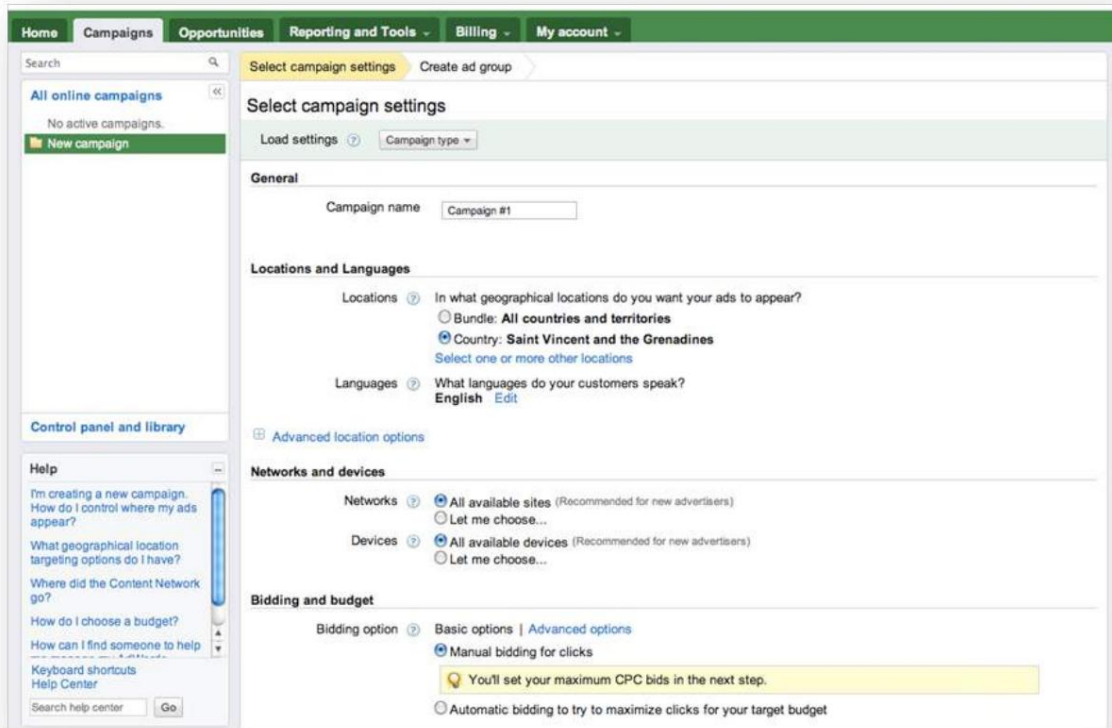 Home Campaigns Opportunities Reporting and Tools Billing My account
Search
All online campaigns
No active campaigns.
New campaign
Control panel and library
Help
I'm creating a new campaign.
How do I control where my ads
appear?
What geographical location
targeting options do I have?
Where did the Content Network
go?
How do I choose a budget?
How can I find someone to help
Keyboard shortcuts
Help Center
Search help center Go
Select campaign settings Create ad group
Select campaign settings
Load settings ? Campaign type
General
Campaign name Campaign #1
Locations and Languages
Locations ? In what geographical locations do you want your ads to appear?
Bundle: All countries and territories
Country: Saint Vincent and the Grenadines
Select one or more other locations
Languages ? What languages do your customers speak?
English Edit
Advanced location options
Networks and devices
Networks ? All available sites (Recommended for new advertisers)
Let me choose...
Devices ? All available devices (Recommended for new advertisers)
Let me choose...
Bidding and budget
Bidding option ? Basic options | Advanced options
Manual bidding for clicks
You'll set your maximum CPC bids in the next step.
Automatic bidding to try to maximize clicks for your target budget